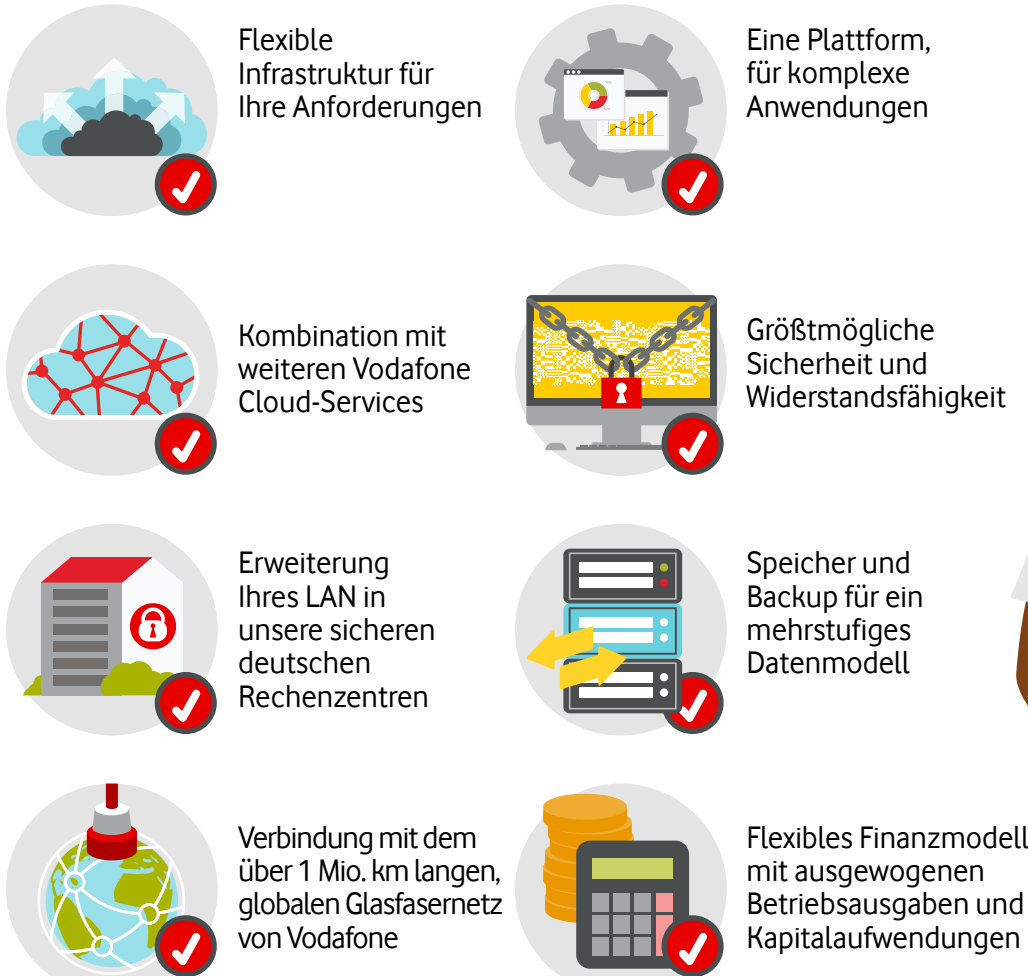 Flexible
Infrastruktur für
Ihre Anforderungen
Eine Plattform,
für komplexe
Anwendungen
Kombination mit
weiteren Vodafone
Cloud-Services
Größtmögliche
Sicherheit und
Widerstandsfähigkeit
Erweiterung
Ihres LAN in
unsere sicheren
deutschen
Rechenzentren
Speicher und
Backup für ein
mehrstufiges
Datenmodell
Verbindung mit dem
über 1 Mio. km langen,
globalen Glasfasernetz
von Vodafone
Flexibles Finanzmodell
mit ausgewogenen
Betriebsausgaben und
Kapitalaufwendungen